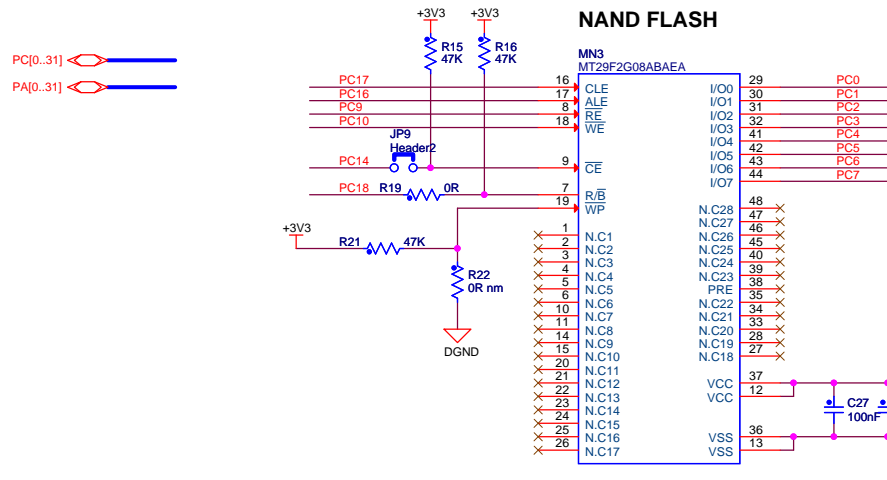 NAND FLASH
+3V3
+3V3
R15
47K
R16
47K
MN3
MT29F2G08ABAEA
PC[0..31]
PA[0..31]
PC17 16 CLE
PC16 17 ALE
PC9 8 RE
PC10 18 WE
JP9
Header2
PC14 9 CE
PC18 R19 0R 7 R/B
19 WP
+3V3
R21 47K
R22
0R nm
DGND
1 N.C1
2 N.C2
3 N.C3
4 N.C4
5 N.C5
6 N.C6
10 N.C7
11 N.C8
14 N.C9
15 N.C10
20 N.C11
21 N.C12
22 N.C13
23 N.C14
24 N.C15
25 N.C16
26 N.C17
I/O0 29 PC0
I/O1 30 PC1
I/O2 31 PC2
I/O3 32 PC3
I/O4 41 PC4
I/O5 42 PC5
I/O6 43 PC6
I/O7 44 PC7
N.C28 48
N.C27 47
N.C26 46
N.C25 45
N.C24 40
N.C23 39
PRE 38
N.C22 35
N.C21 34
N.C20 33
N.C19 28
N.C18 27
VCC 37
VCC 12
C27
100nF
VSS 36
VSS 13